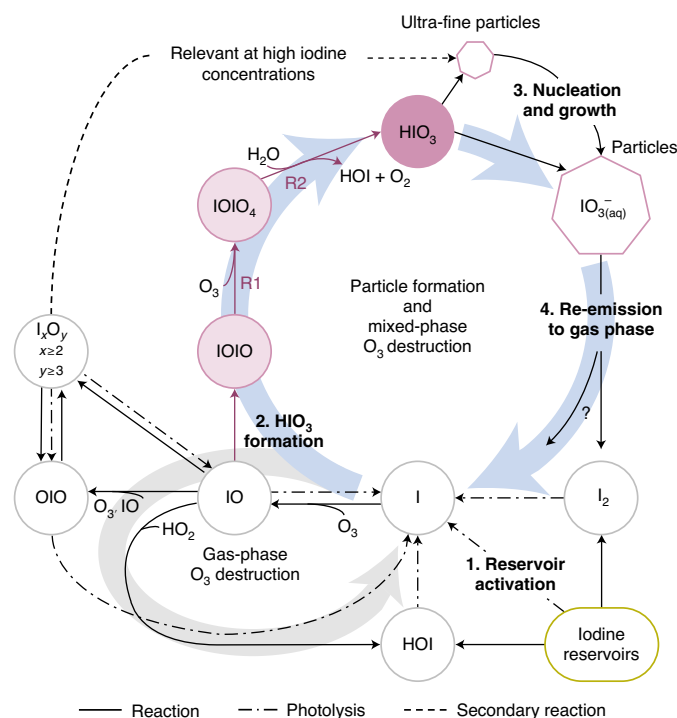 Ultra-fine particles
Relevant at high iodine
concentrations
3. Nucleation
and growth
HIO₃
Particles
H₂O
HOI + O₂
R2
IOIO₄
IO₃⁻(aq)
O₃
R1
Particle formation
and
mixed-phase
O₃ destruction
4. Re-emission
to gas phase
IₓOᵧ
x≥2
y≥3
IOIO
?
2. HIO₃
formation
OIO
IO
I
I₂
O₃, IO
O₃
HO₂
Gas-phase
O₃ destruction
1. Reservoir
activation
HOI
Iodine
reservoirs
Reaction
Photolysis
Secondary reaction